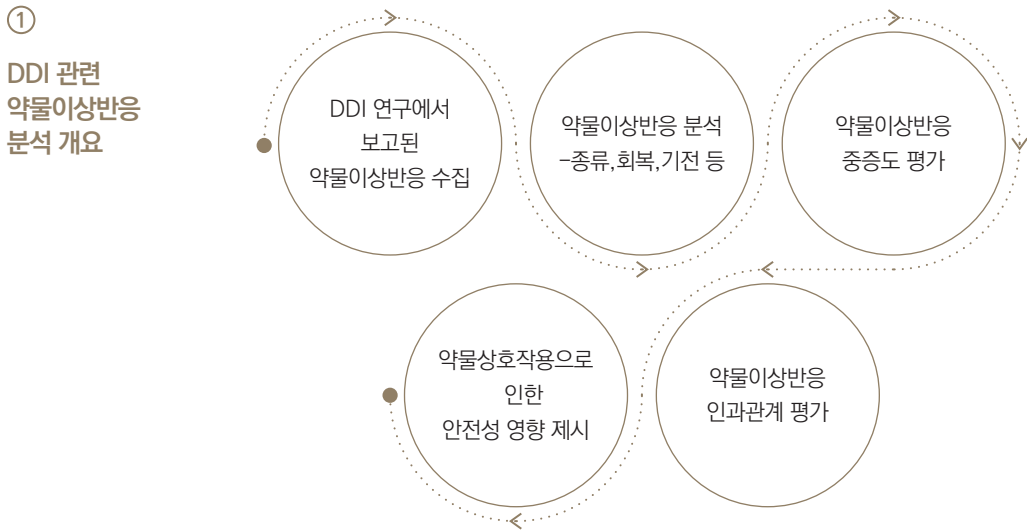 ①
DDI 관련
약물이상반응
분석 개요
DDI 연구에서
보고된
약물이상반응 수집
약물이상반응 분석
-종류,회복,기전 등
약물이상반응
중증도 평가
약물이상반응
인과관계 평가
약물상호작용으로
인한
안전성 영향 제시